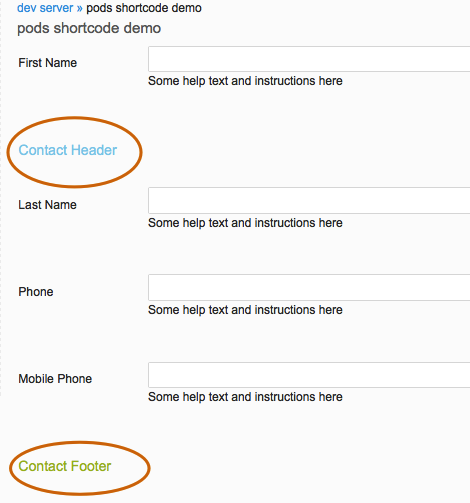 dev server » pods shortcode demo
pods shortcode demo
First Name
Some help text and instructions here
Contact Header
Last Name
Some help text and instructions here
Phone
Some help text and instructions here
Mobile Phone
Some help text and instructions here
Contact Footer